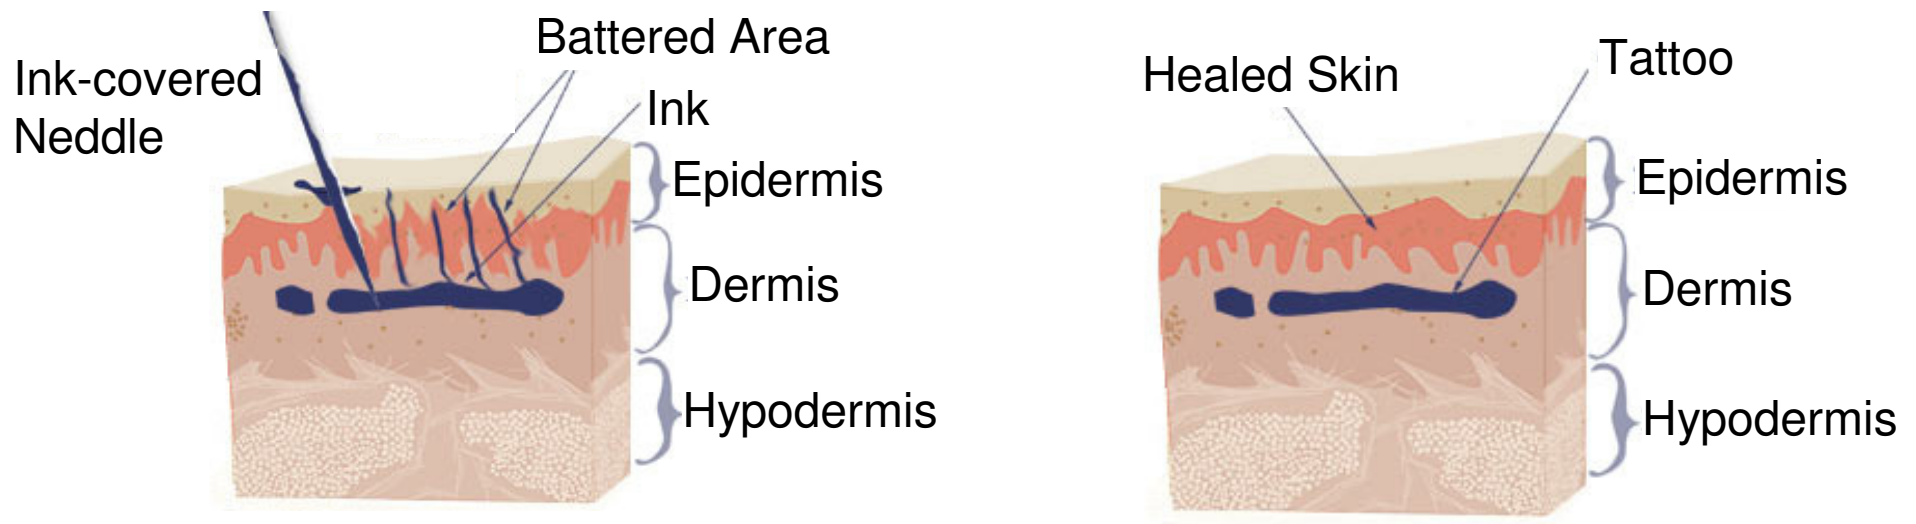 Ink-covered
Neddle
Battered Area
Ink
Epidermis
Dermis
Hypodermis
Healed Skin
Tattoo
Epidermis
Dermis
Hypodermis